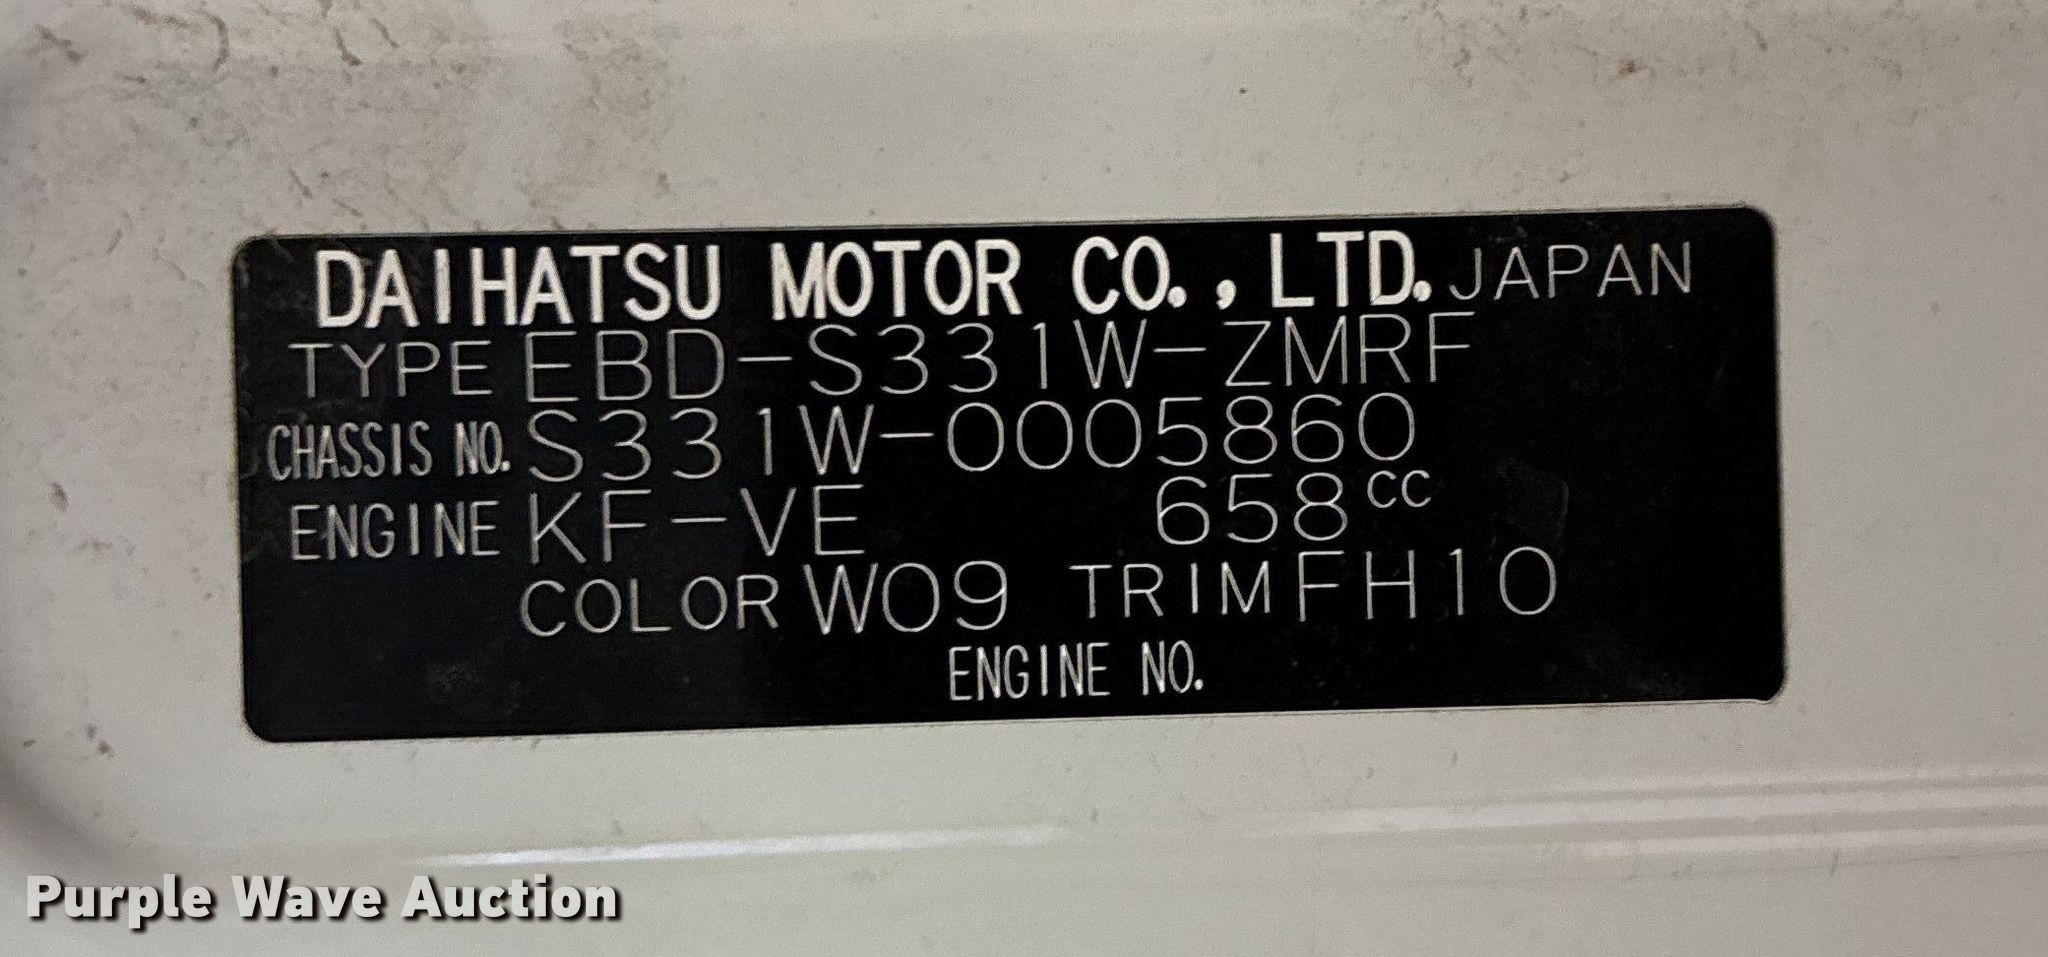 DAIHATSU MOTOR CO., LTD. JAPAN
TYPE EBD-S331W-ZMRF
CHASSIS NO. S331W-0005860
ENGINE KF-VE 658cc
COLOR W09 TRIM FH10
ENGINE NO.
Purple Wave Auction